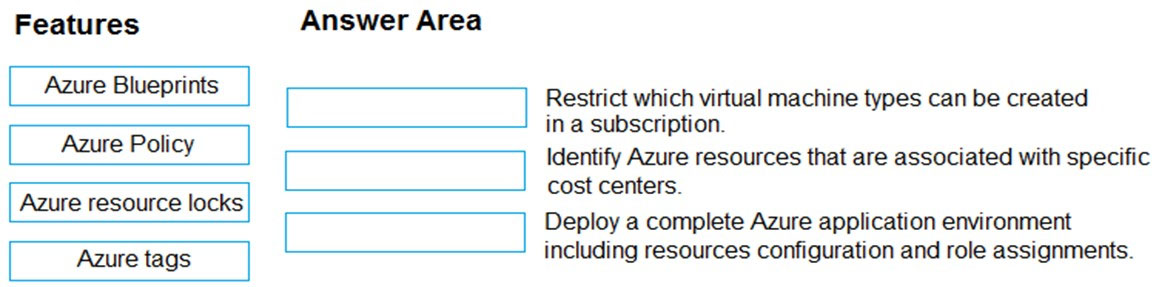 Features
Answer Area
Azure Blueprints
Azure Policy
Azure resource locks
Azure tags
Restrict which virtual machine types can be created
in a subscription.
Identify Azure resources that are associated with specific
cost centers.
Deploy a complete Azure application environment
including resources configuration and role assignments.